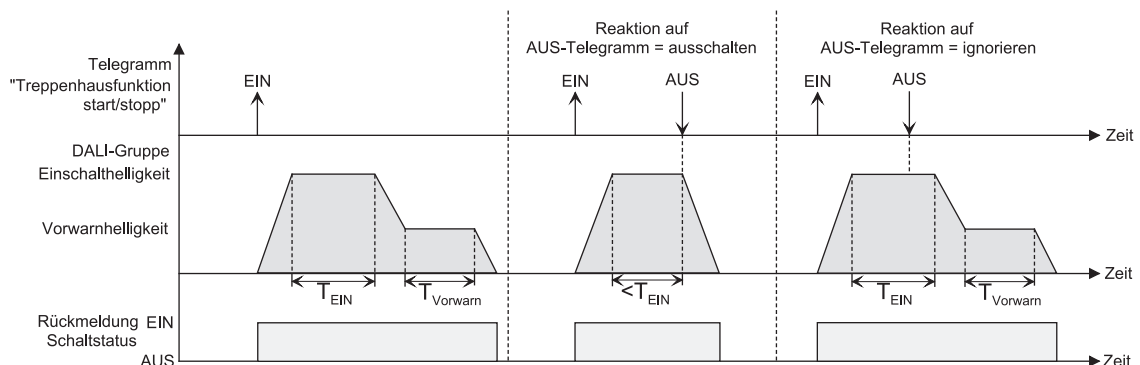 Reaktion auf
AUS-Telegramm = ausschalten
Reaktion auf
AUS-Telegramm = ignorieren
Telegramm
"Treppenhausfunktion
start/stopp"
EIN
EIN
AUS
EIN
AUS
Zeit
DALI-Gruppe
Einschalthelligkeit
Vorwarnhelligkeit
Zeit
TEIN
TVorwarn
<TEIN
TEIN
TVorwarn
Rückmeldung EIN
Schaltstatus
AUS
Zeit